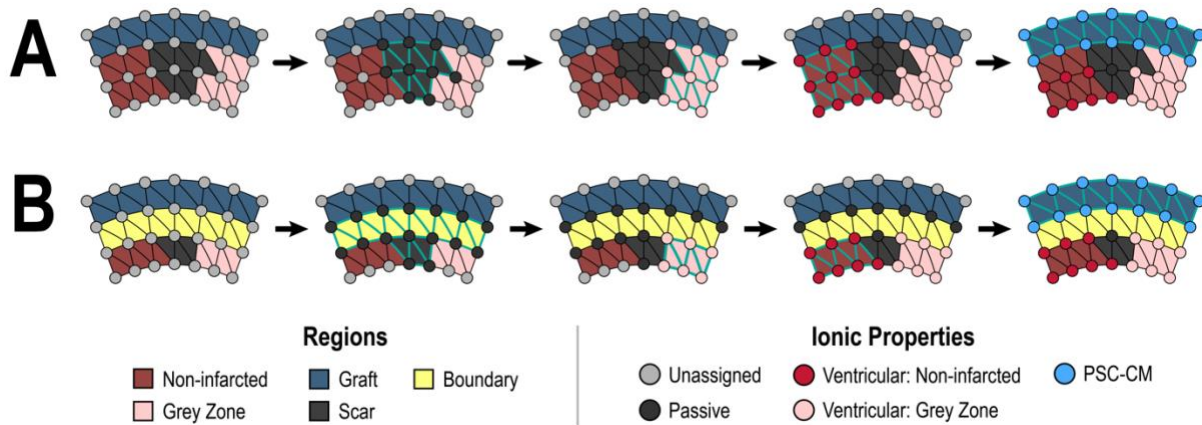 A
B
Regions
Ionic Properties
Non-infarcted
Graft
Boundary
Unassigned
Ventricular: Non-infarcted
PSC-CM
Grey Zone
Scar
Passive
Ventricular: Grey Zone